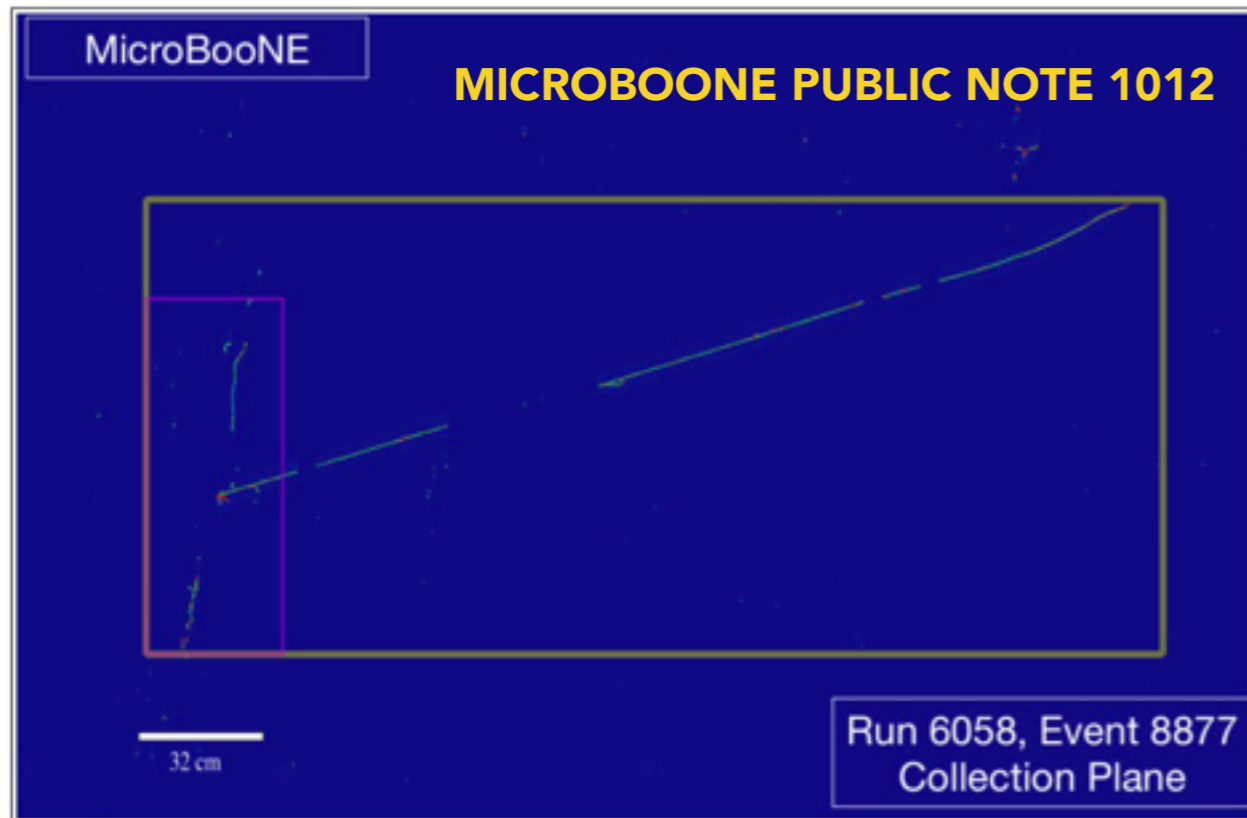 MicroBooNE
MICROBOONE PUBLIC NOTE 1012
32 cm
Run 6058, Event 8877
Collection Plane